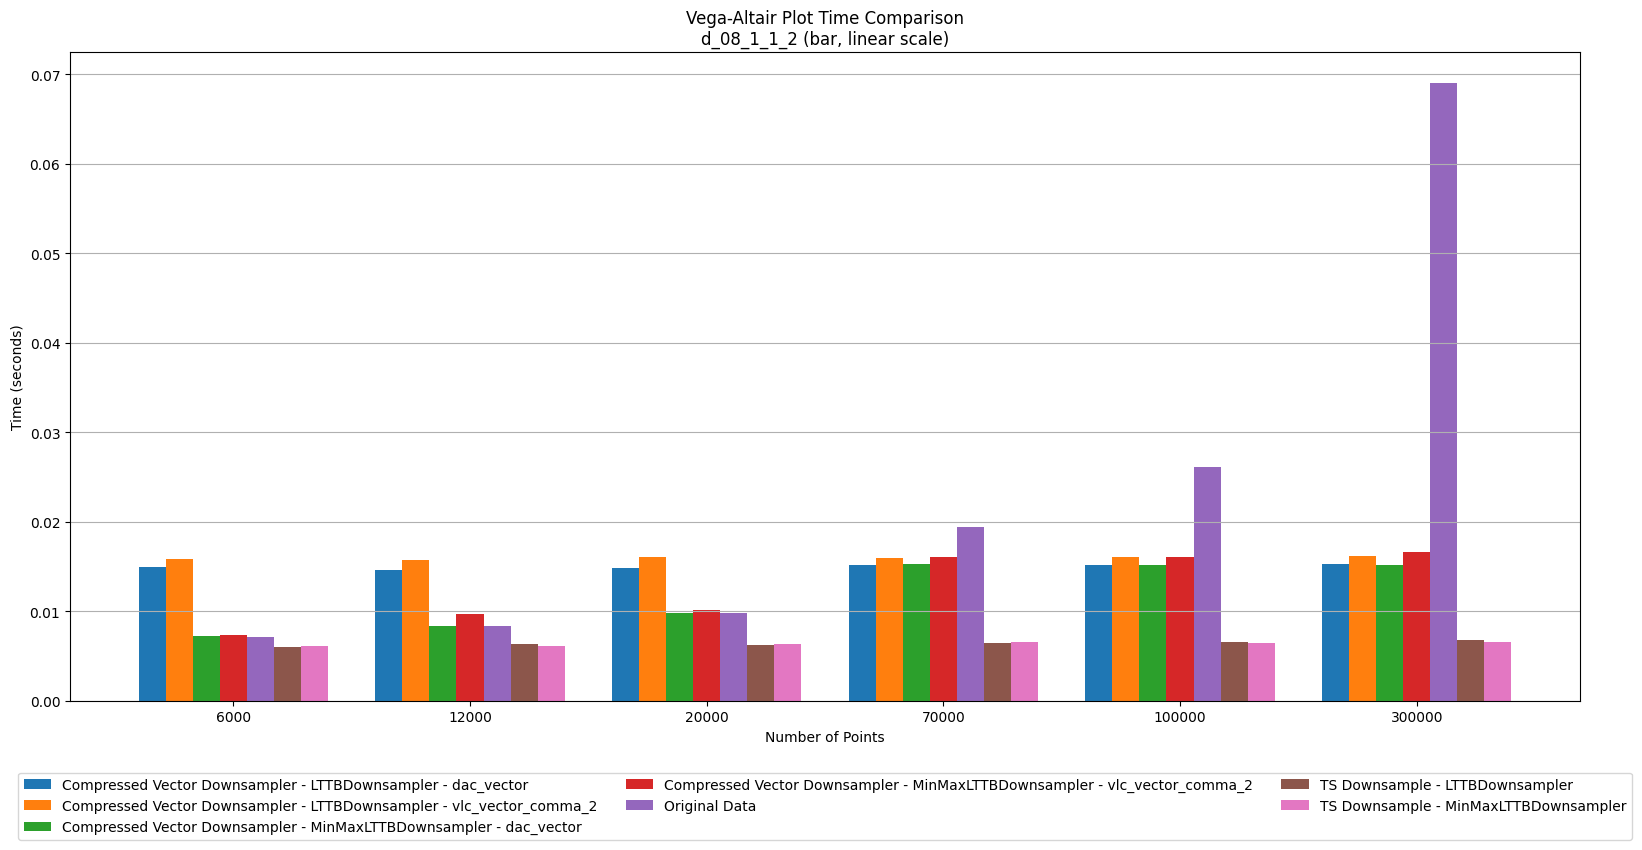 Vega-Altair Plot Time Comparison
d_08_1_1_2 (bar, linear scale)
0.07
0.06
0.05
0.04
0.03
0.02
0.01
0.00
Time (seconds)
6000 12000 20000 70000 100000 300000
Number of Points
Compressed Vector Downsampler - LTTBDownsampler - dac_vector
Compressed Vector Downsampler - LTTBDownsampler - vlc_vector_comma_2
Compressed Vector Downsampler - MinMaxLTTBDownsampler - dac_vector
Compressed Vector Downsampler - MinMaxLTTBDownsampler - vlc_vector_comma_2
Original Data
TS Downsample - LTTBDownsampler
TS Downsample - MinMaxLTTBDownsampler